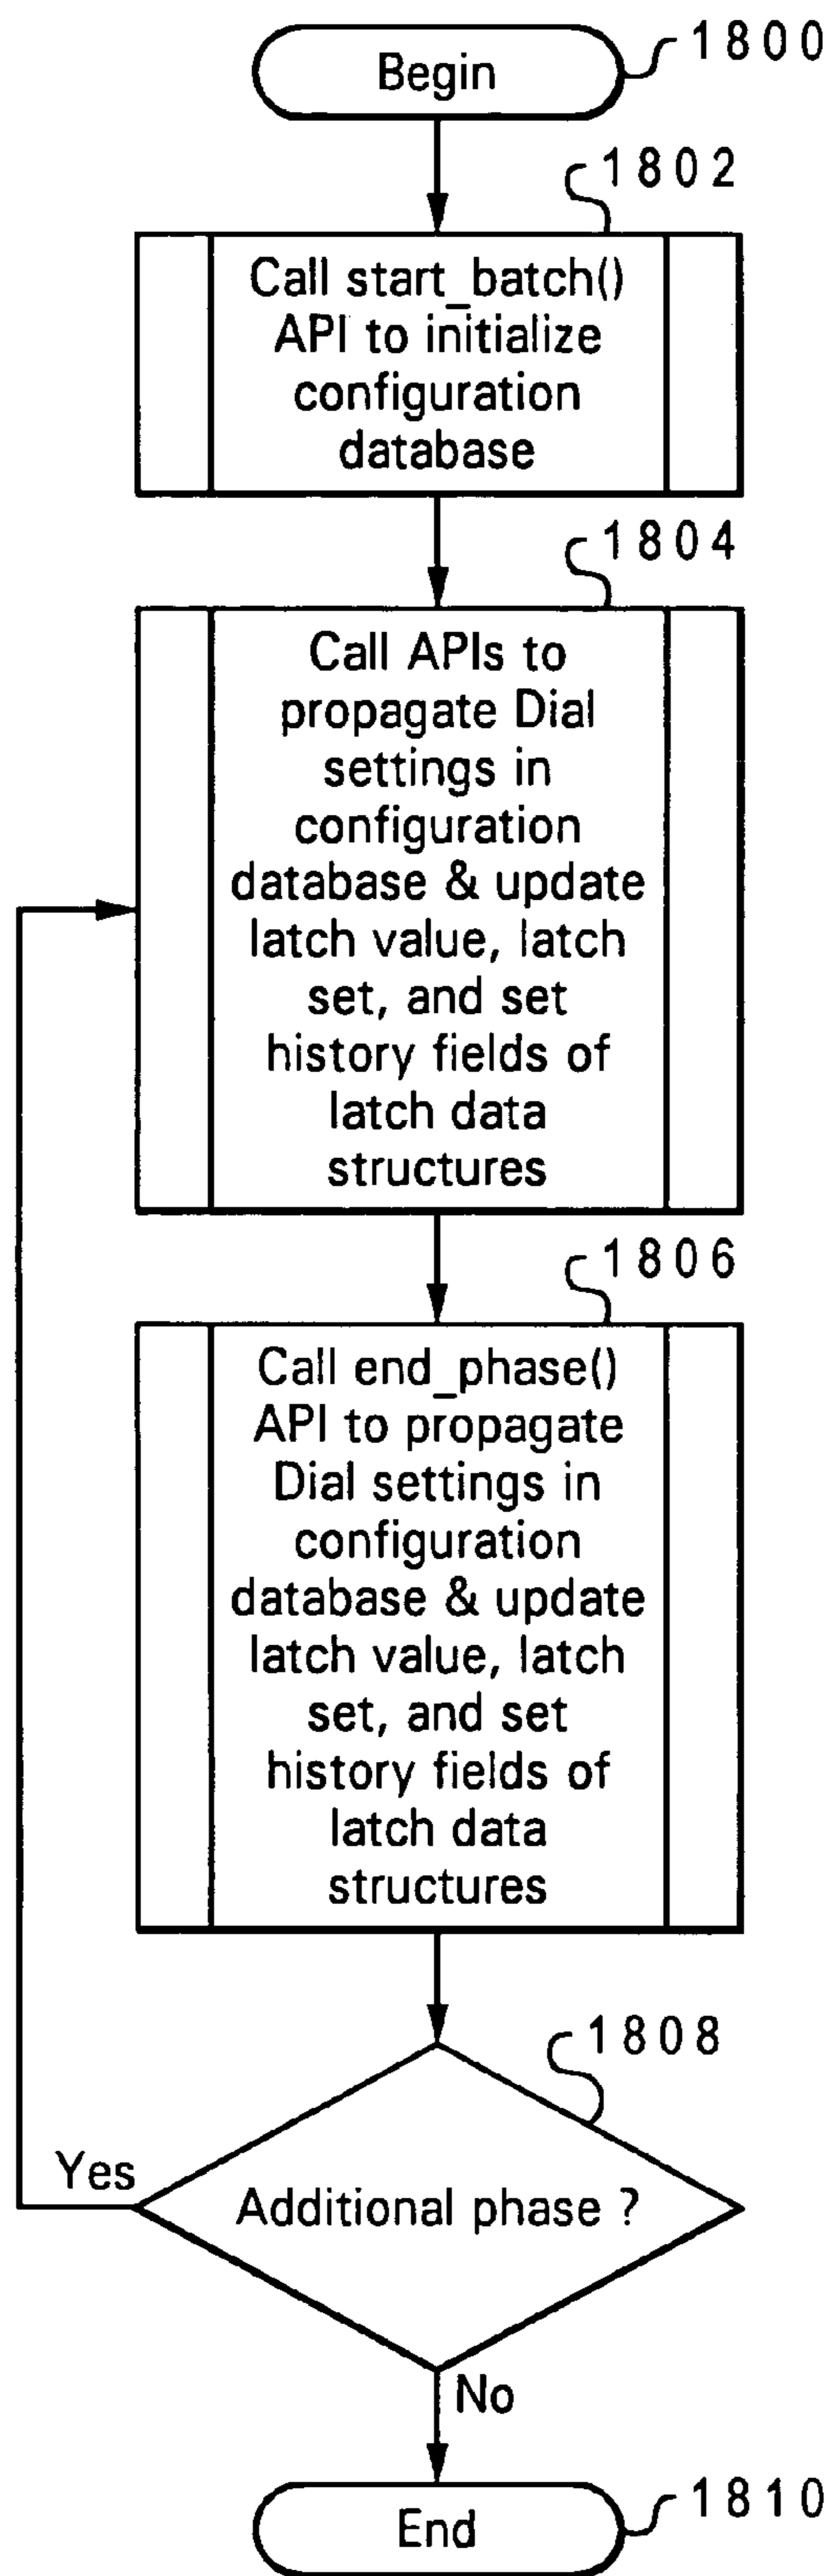 Begin
1800
1802
Call start_batch()
API to initialize
configuration
database
1804
Call APIs to
propagate Dial
settings in
configuration
database & update
latch value, latch
set, and set
history fields of
latch data
structures
1806
Call end_phase()
API to propagate
Dial settings in
configuration
database & update
latch value, latch
set, and set
history fields of
latch data
structures
1808
Yes
Additional phase ?
No
End
1810